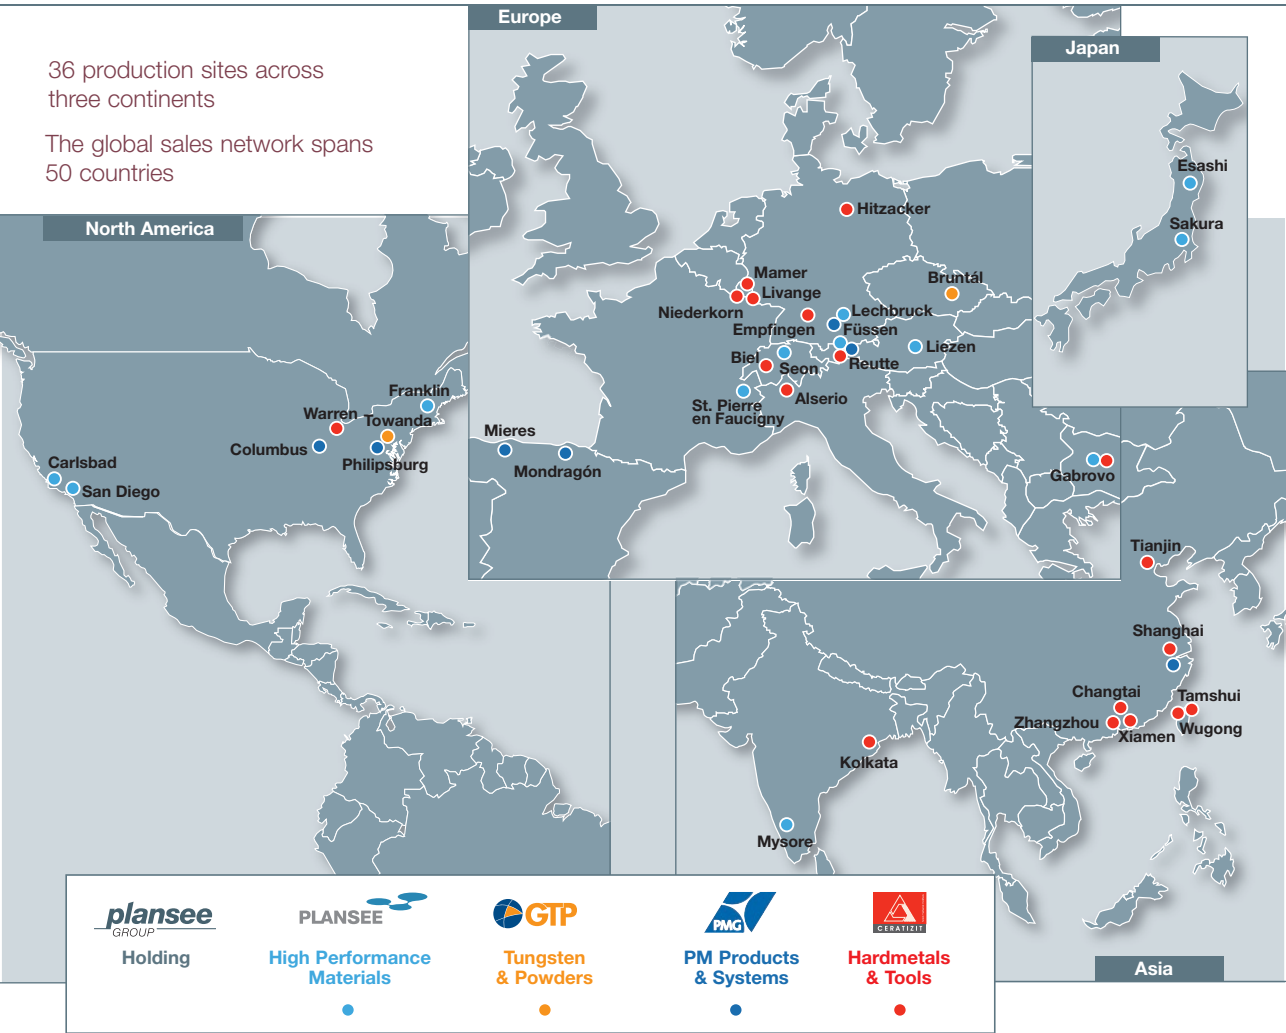 36 production sites across
three continents
The global sales network spans
50 countries
North America
Franklin
Warren
Towanda
Columbus
Philipsburg
Carlsbad
San Diego
Europe
Hitzacker
Mamer
Livange
Niederkorn
Bruntál
Lechbruck
Empfingen
Füssen
Liezen
Biel
Seon
Reutte
St. Pierre
en Faucigny
Alserio
Mieres
Mondragón
Gabrovo
Japan
Esashi
Sakura
Tianjin
Shanghai
Changtai
Tamshui
Zhangzhou
Xiamen
Wugong
Kolkata
Mysore
Asia
plansee
GROUP
Holding
PLANSEE
High Performance
Materials
GTP
Tungsten
& Powders
PMG
PM Products
& Systems
CERATIZIT
Hardmetals
& Tools